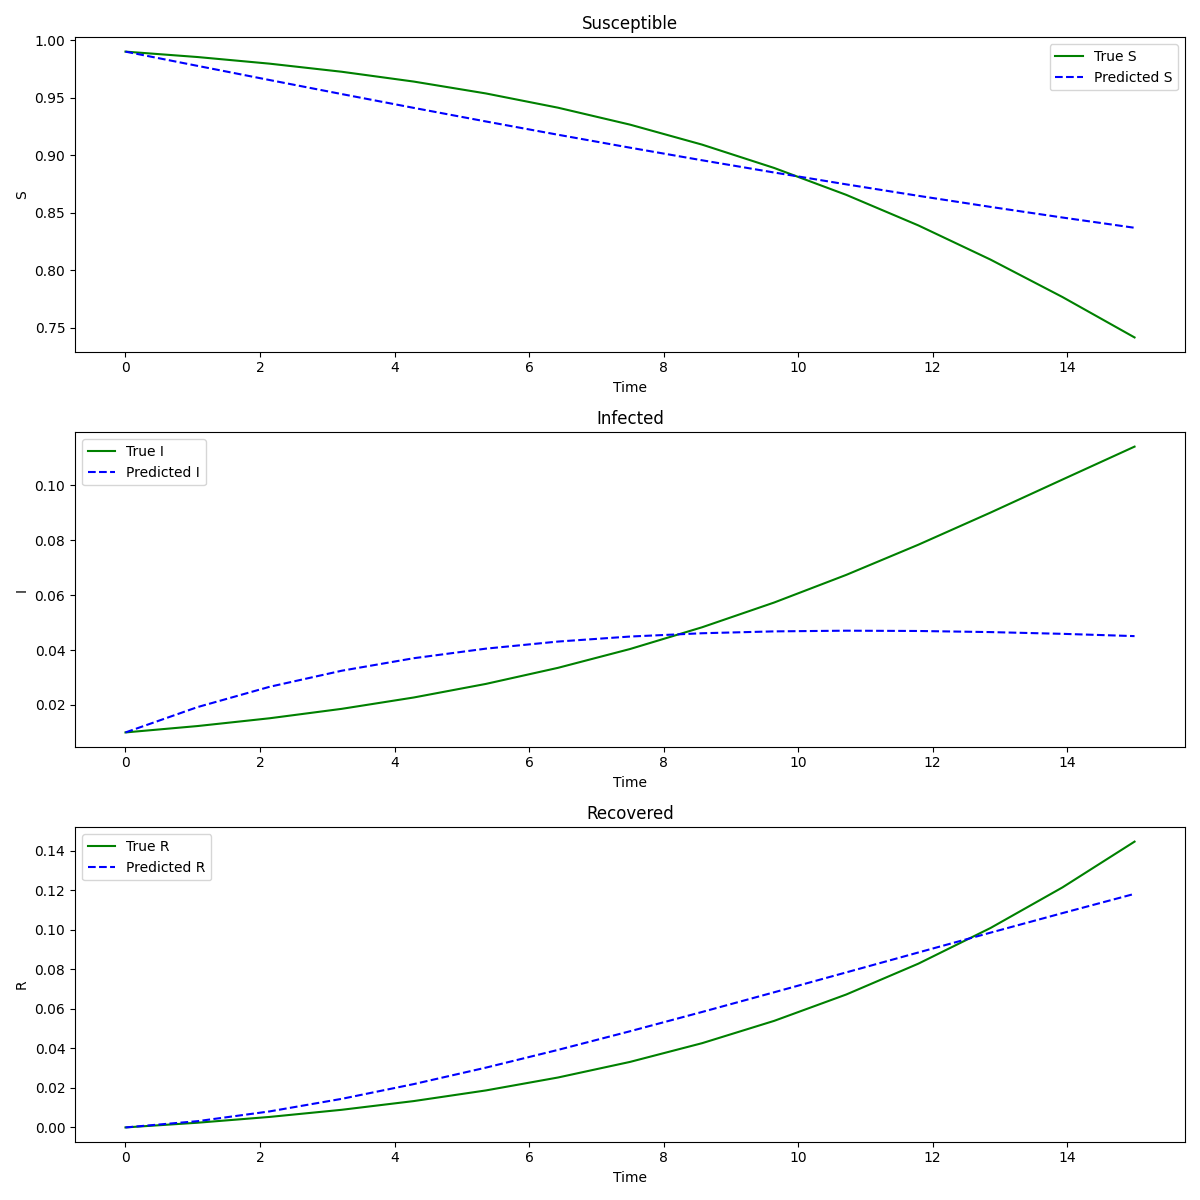 Susceptible
1.00
0.95
0.90
0.85
0.80
0.75
S
True S
Predicted S
0 2 4 6 8 10 12 14
Time
Infected
0.10
0.08
0.06
0.04
0.02
I
True I
Predicted I
0 2 4 6 8 10 12 14
Time
Recovered
0.14
0.12
0.10
0.08
0.06
0.04
0.02
0.00
R
True R
Predicted R
0 2 4 6 8 10 12 14
Time